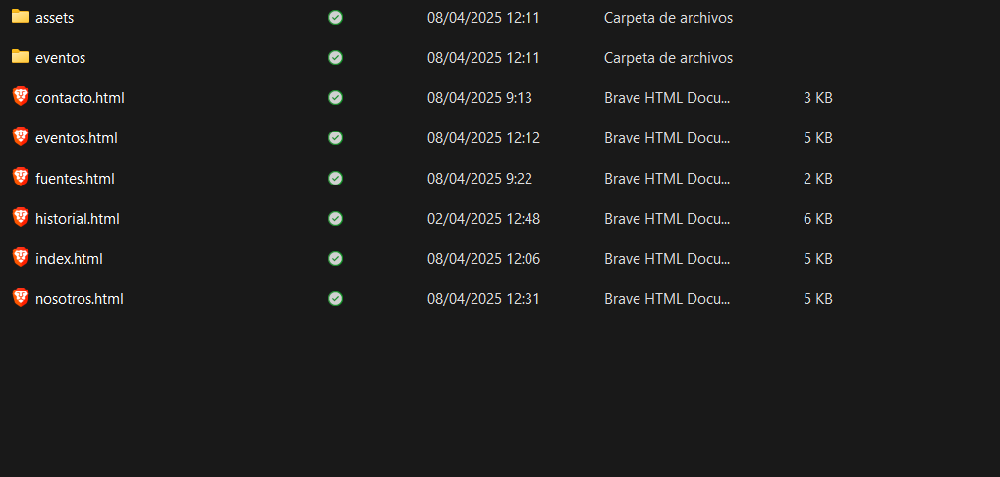 assets 08/04/2025 12:11 Carpeta de archivos
eventos 08/04/2025 12:11 Carpeta de archivos
contacto.html 08/04/2025 9:13 Brave HTML Docu... 3 KB
eventos.html 08/04/2025 12:12 Brave HTML Docu... 5 KB
fuentes.html 08/04/2025 9:22 Brave HTML Docu... 2 KB
historial.html 02/04/2025 12:48 Brave HTML Docu... 6 KB
index.html 08/04/2025 12:06 Brave HTML Docu... 5 KB
nosotros.html 08/04/2025 12:31 Brave HTML Docu... 5 KB